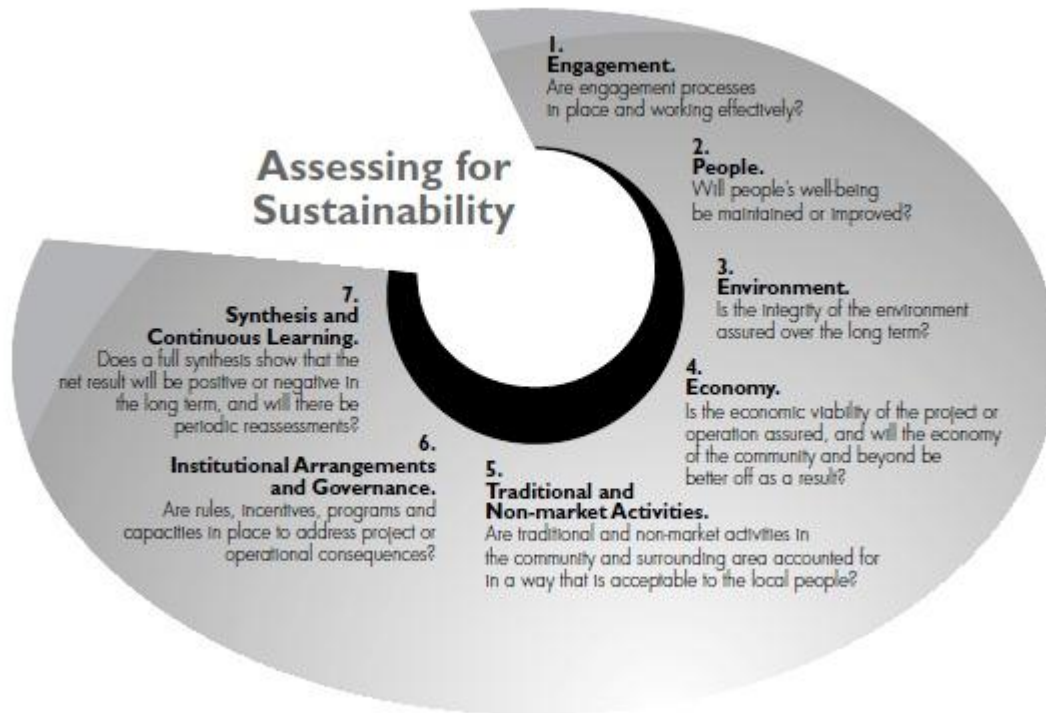 Assessing for
Sustainability
1.
Engagement.
Are engagement processes
in place and working effectively?
2.
People.
Will people's well-being
be maintained or improved?
3.
Environment.
Is the integrity of the environment
assured over the long term?
4.
Economy.
Is the economic viability of the project or
operation assured, and will the economy
of the community and beyond be
better off as a result?
5.
Traditional and
Non-market Activities.
Are traditional and non-market activities in
the community and surrounding area accounted for
in a way that is acceptable to the local people?
6.
Institutional Arrangements
and Governance.
Are rules, incentives, programs and
capacities in place to address project or
operational consequences?
7.
Synthesis and
Continuous Learning.
Does a full synthesis show that the
net result will be positive or negative in
the long term, and will there be
periodic reassessments?